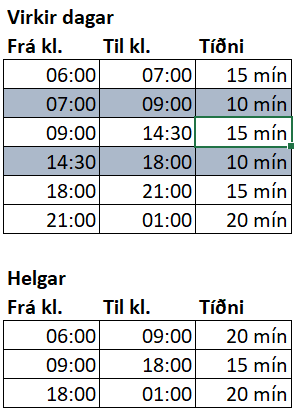 Virkir dagar
Frá kl. Til kl. Tíðni
06:00 07:00 15 mín
07:00 09:00 10 mín
09:00 14:30 15 mín
14:30 18:00 10 mín
18:00 21:00 15 mín
21:00 01:00 20 mín
Helgar
Frá kl. Til kl. Tíðni
06:00 09:00 20 mín
09:00 18:00 15 mín
18:00 01:00 20 mín